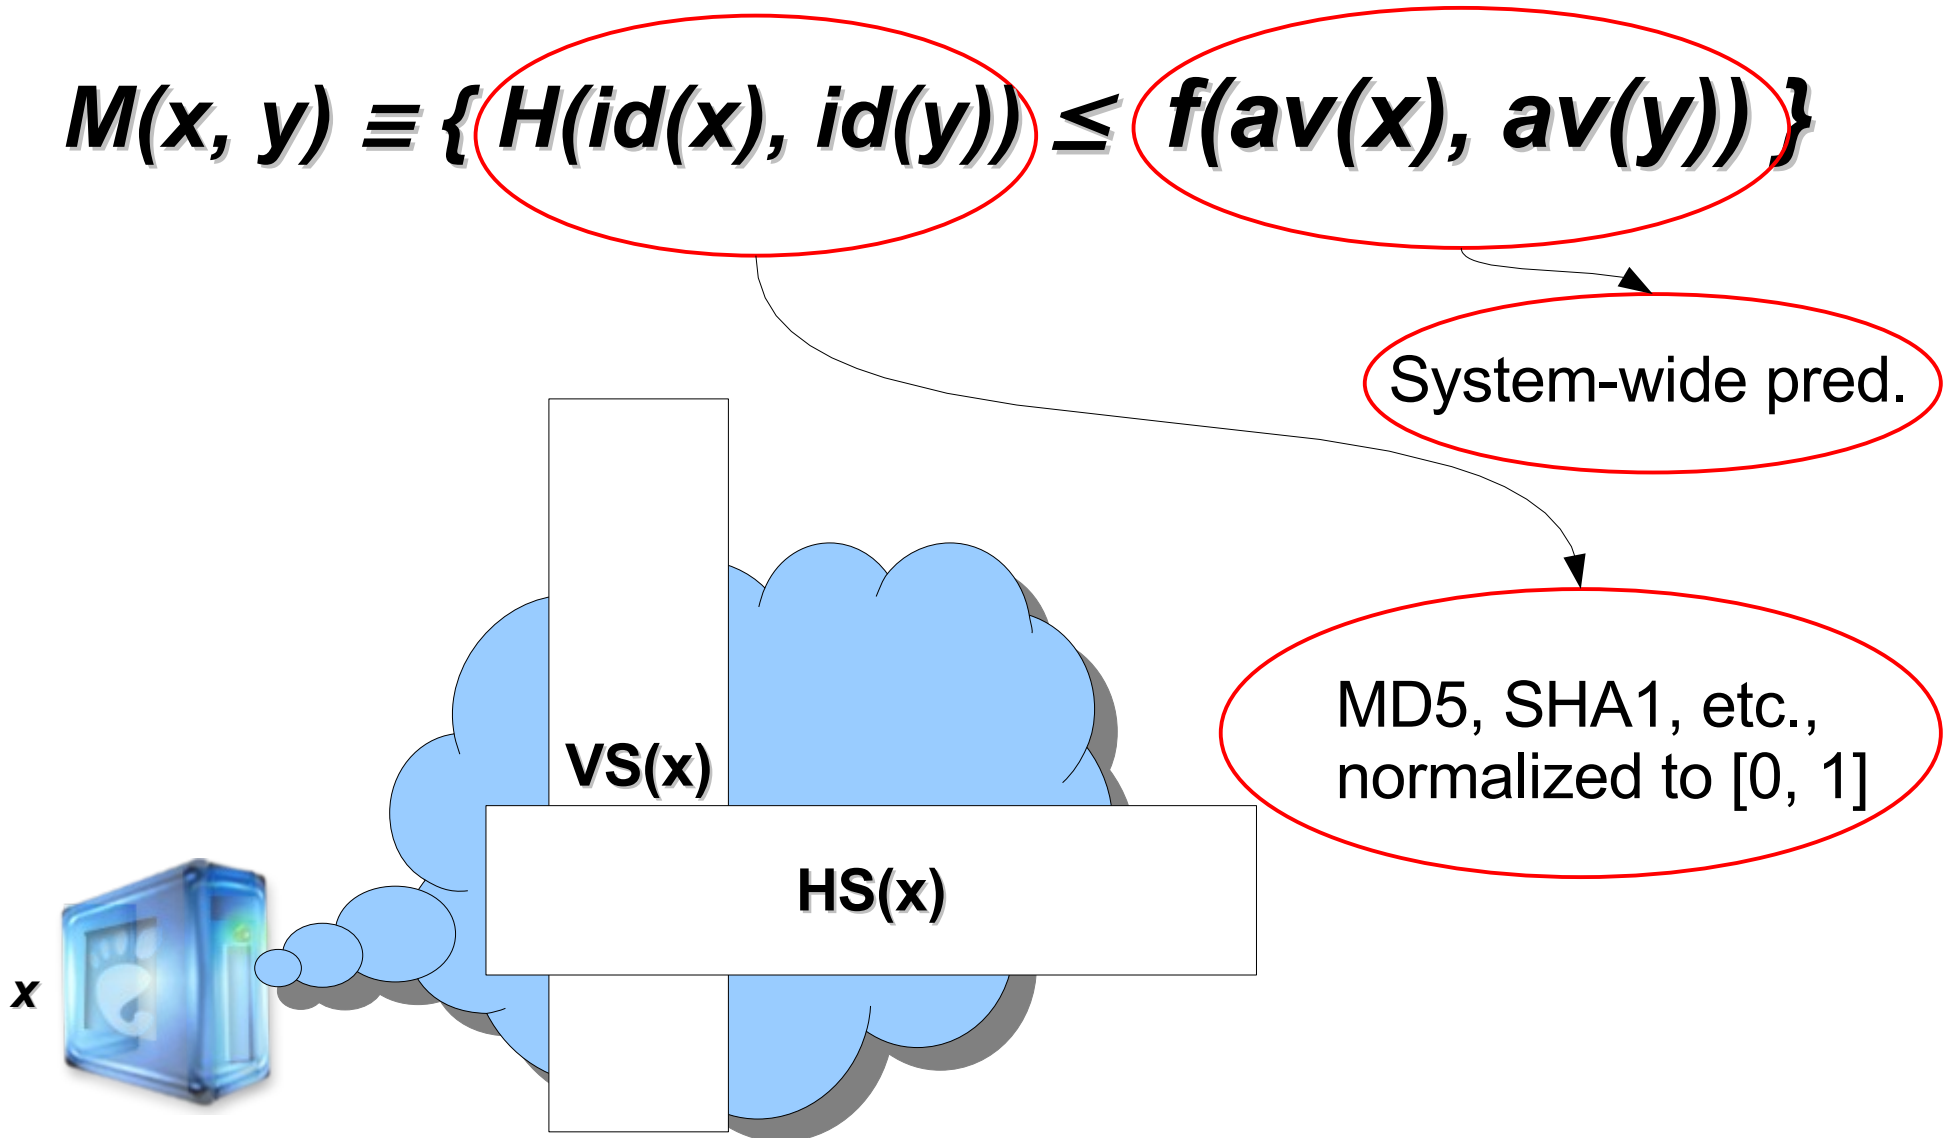 M(x, y) ≡ { H(id(x), id(y)) ≤ f(av(x), av(y)) }
System-wide pred.
MD5, SHA1, etc.,
normalized to [0, 1]
VS(x)
HS(x)
x